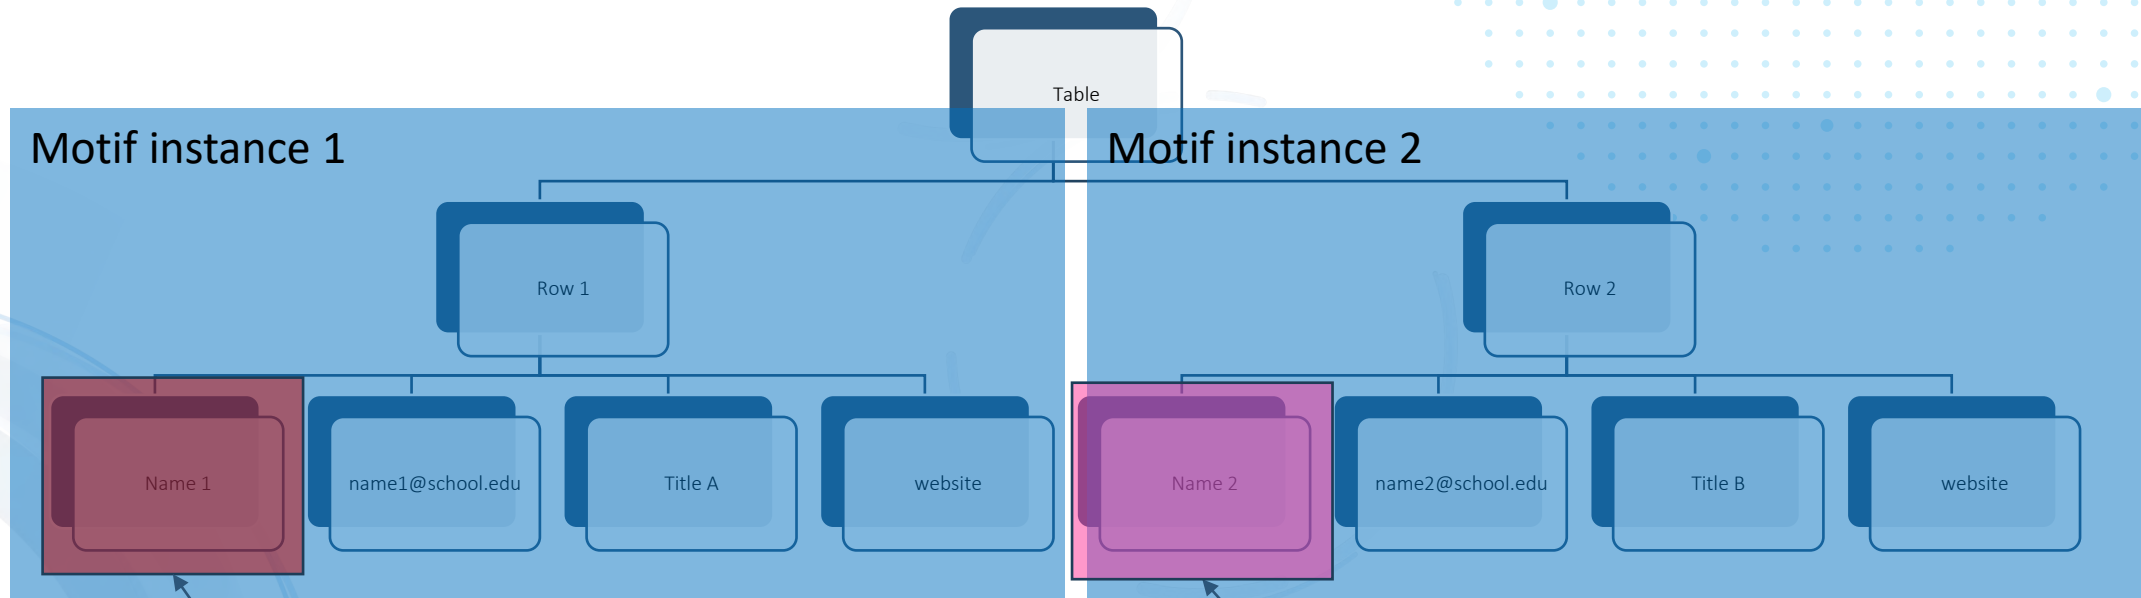 Table
Motif instance 1
Motif instance 2
Row 1
Row 2
Name 1
name1@school.edu
Title A
website
Name 2
name2@school.edu
Title B
website